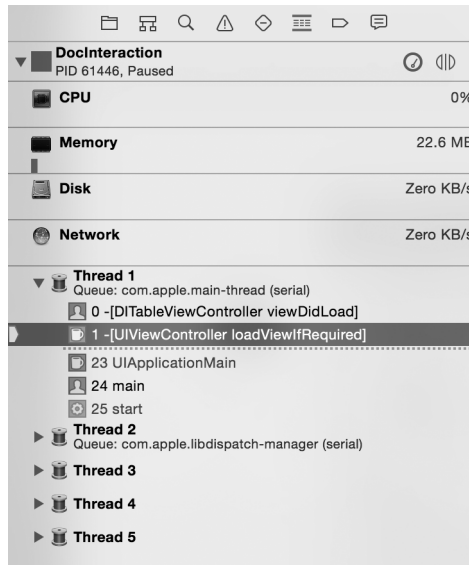 DocInteraction
PID 61446, Paused
CPU 0%
Memory 22.6 MB
Disk Zero KB/s
Network Zero KB/s
Thread 1
Queue: com.apple.main-thread (serial)
0 -[DITableViewController viewDidLoad]
1 -[UIViewController loadViewIfRequired]
23 UIApplicationMain
24 main
25 start
Thread 2
Queue: com.apple.libdispatch-manager (serial)
Thread 3
Thread 4
Thread 5